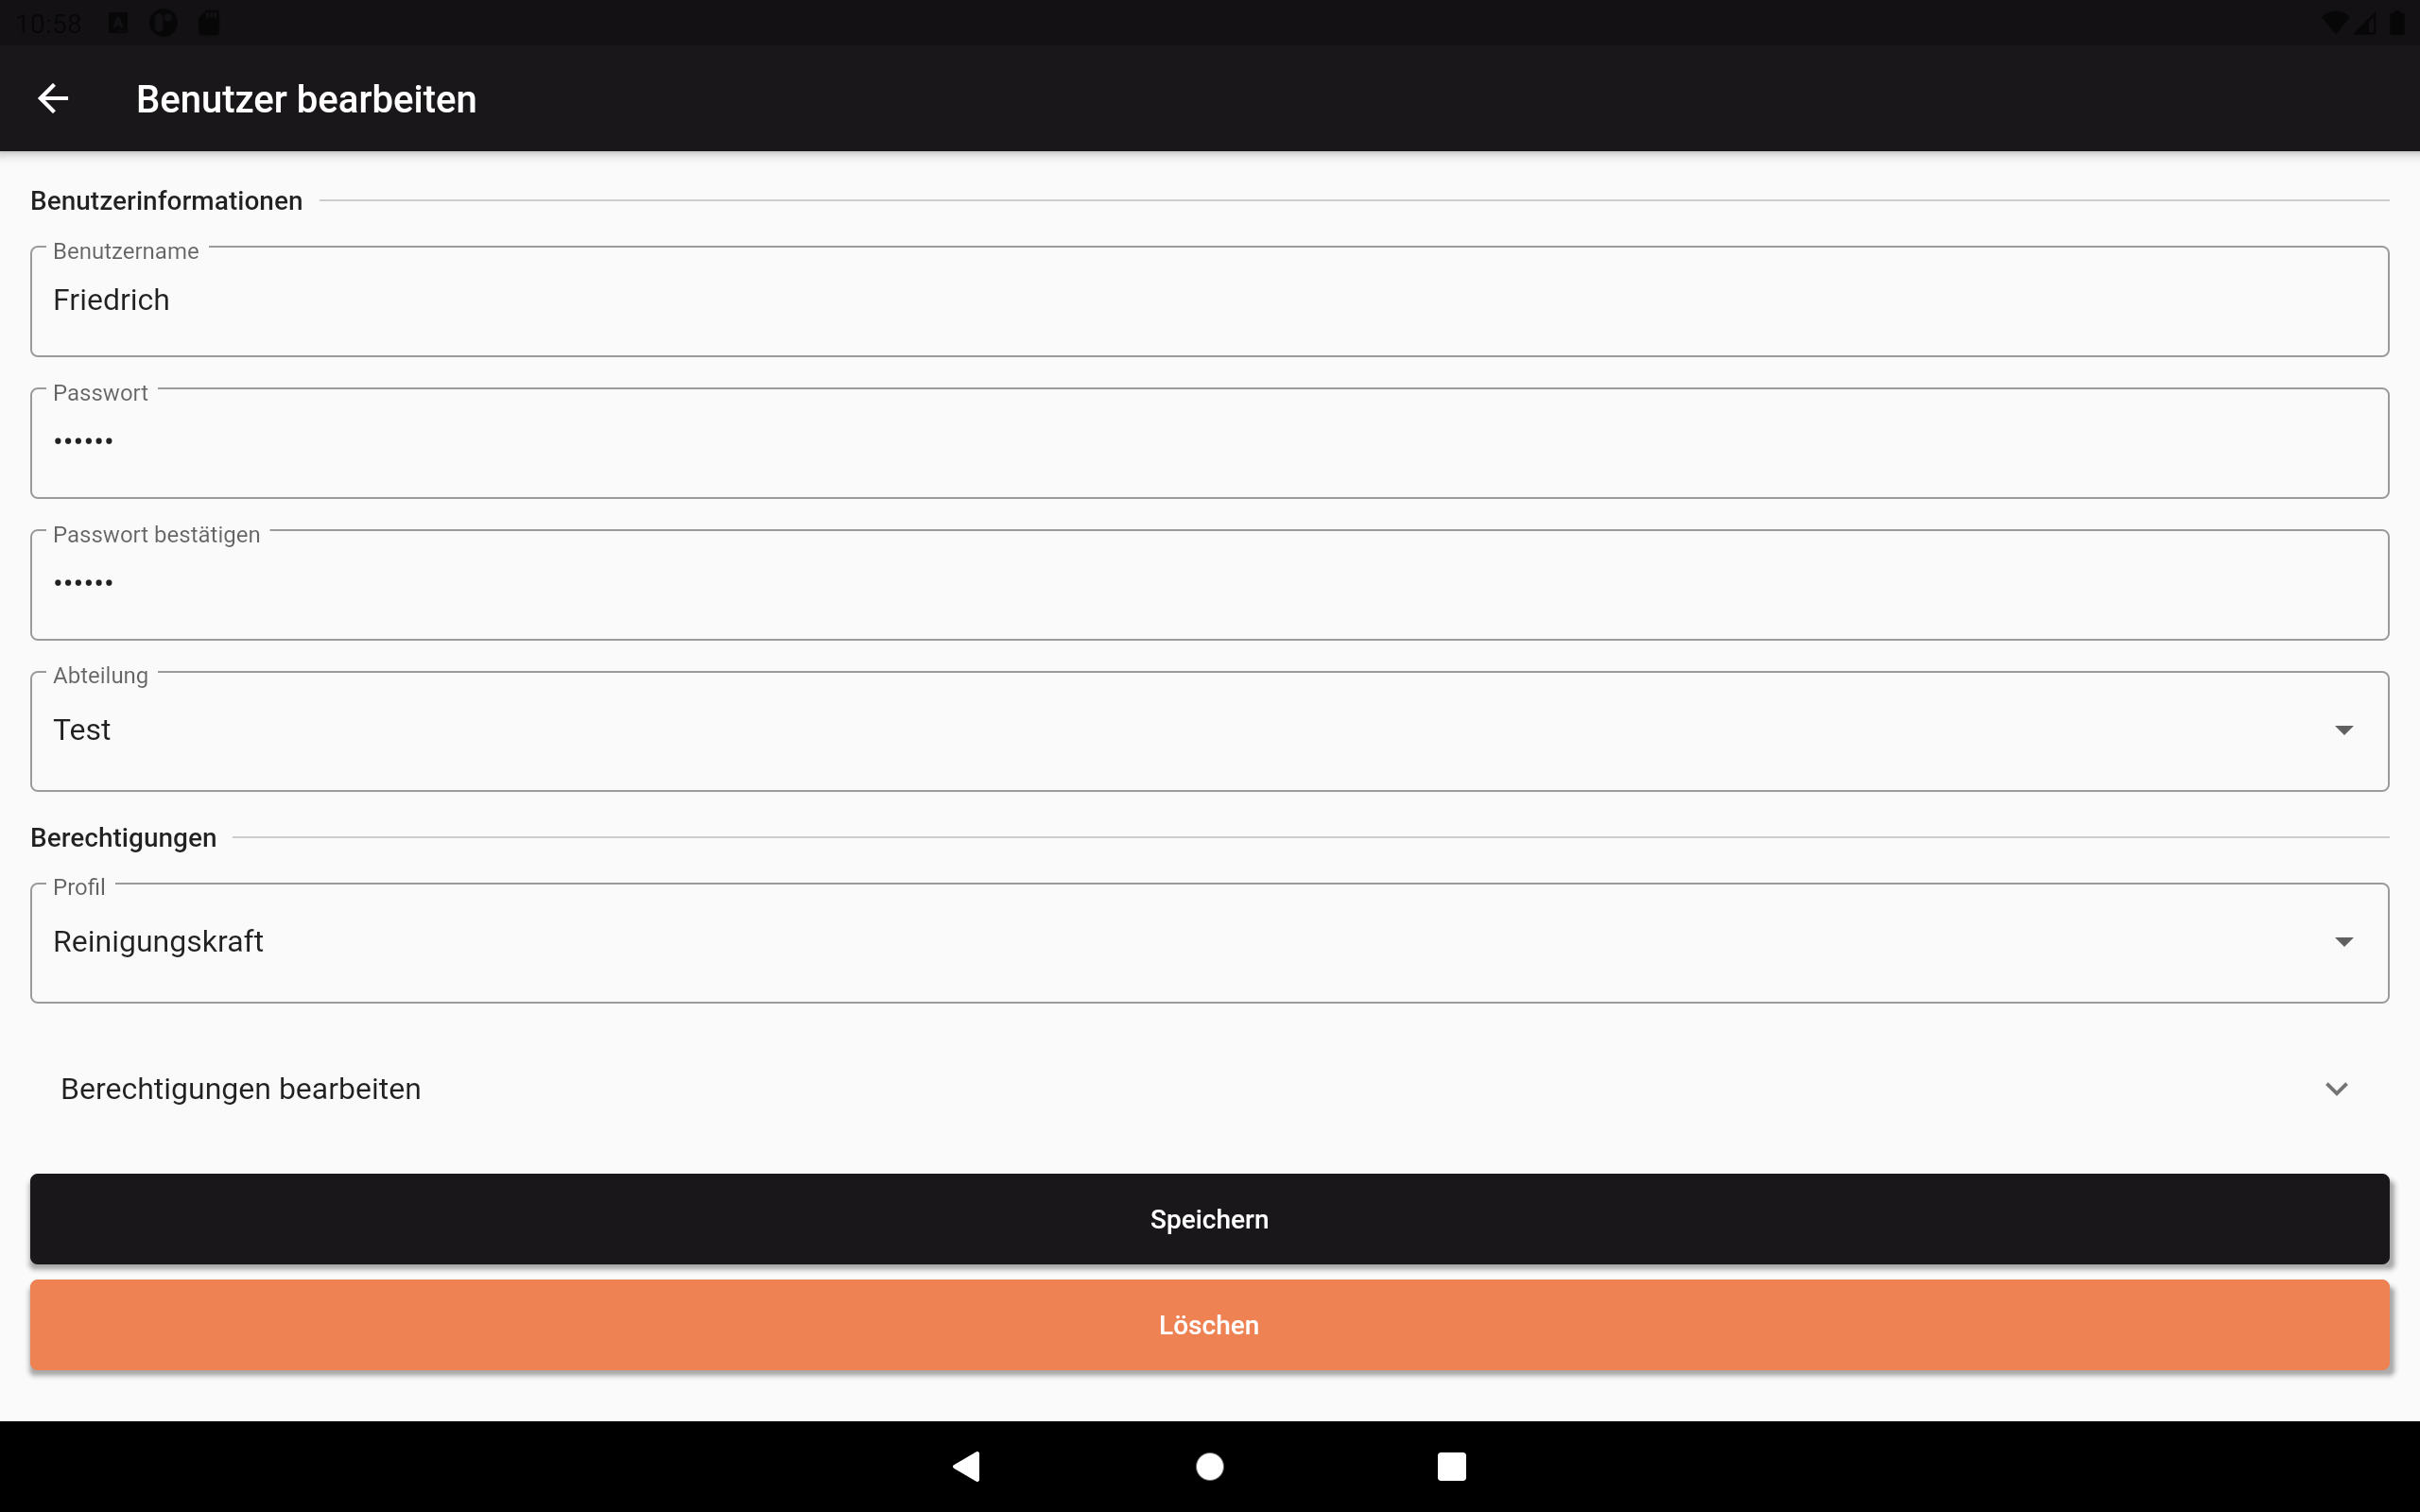 10:58
Benutzer bearbeiten
Benutzerinformationen
Benutzername
Friedrich
Passwort
••••••
Passwort bestätigen
••••••
Abteilung
Test
Berechtigungen
Profil
Reinigungskraft
Berechtigungen bearbeiten
Speichern
Löschen